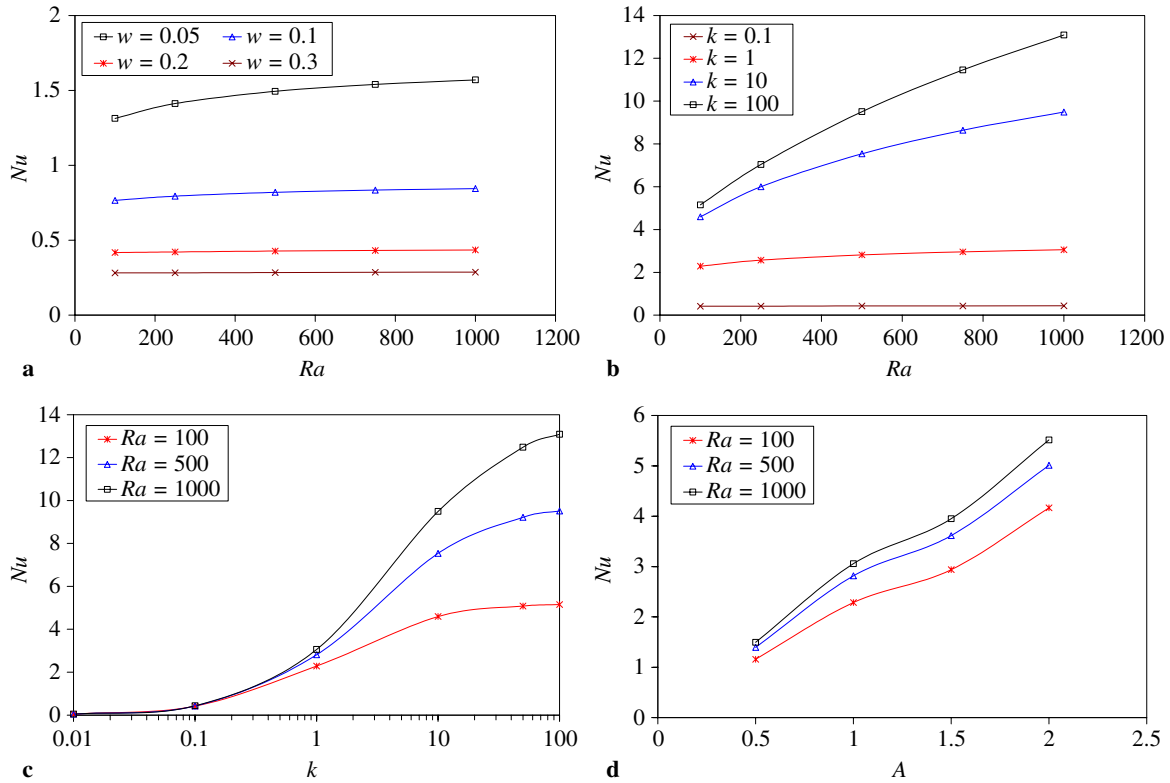 2
1.5
1
0.5
0
Nu
w = 0.05
w = 0.1
w = 0.2
w = 0.3
0 200 400 600 800 1000 1200
Ra
a
14
12
10
8
6
4
2
0
Nu
k = 0.1
k = 1
k = 10
k = 100
0 200 400 600 800 1000 1200
Ra
b
14
12
10
8
6
4
2
0
Nu
Ra = 100
Ra = 500
Ra = 1000
0.01 0.1 1 10 100
k
c
6
5
4
3
2
1
0
Nu
Ra = 100
Ra = 500
Ra = 1000
0 0.5 1 1.5 2 2.5
A
d